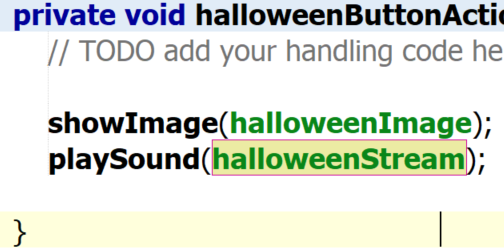 private void halloweenButtonActio
// TODO add your handling code he
showImage(halloweenImage);
playSound(halloweenStream);
}